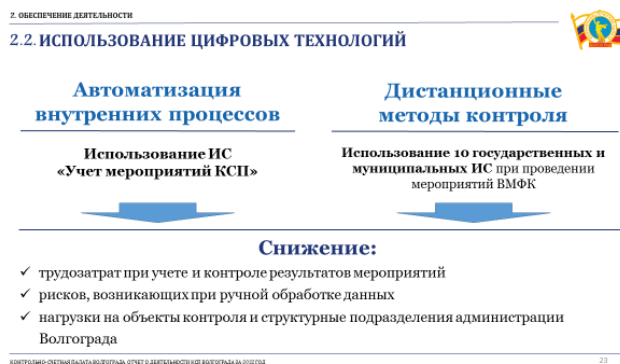 2. ОБЕСПЕЧЕНИЕ ДЕЯТЕЛЬНОСТИ
2.2. ИСПОЛЬЗОВАНИЕ ЦИФРОВЫХ ТЕХНОЛОГИЙ
Автоматизация
внутренних процессов
Использование ИС
«Учет мероприятий КСП»
Дистанционные
методы контроля
Использование 10 государственных и
муниципальных ИС при проведении
мероприятий ВМФК
Снижение:
✓ трудозатрат при учете и контроле результатов мероприятий
✓ рисков, возникающих при ручной обработке данных
✓ нагрузки на объекты контроля и структурные подразделения администрации
Волгограда
КОНТРОЛЬНО-СЧЕТНАЯ ПАЛАТА ВОЛГОГРАДА. ОТЧЕТ О ДЕЯТЕЛЬНОСТИ КСП ВОЛГОГРАДА ЗА 2022 ГОД
23